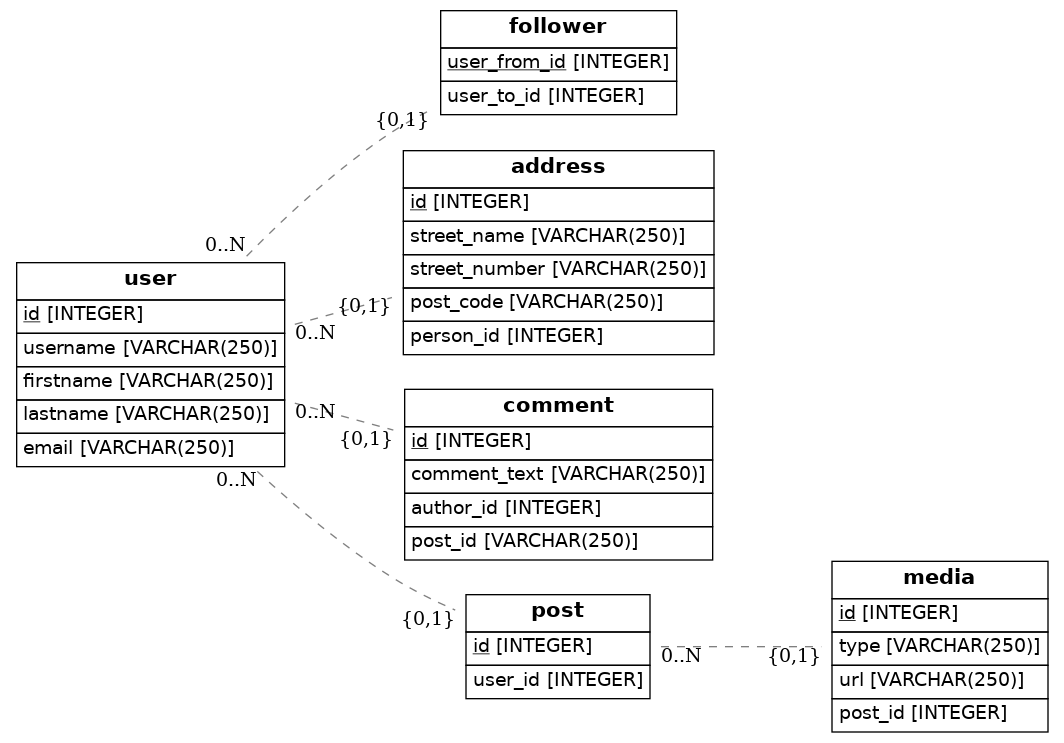 follower
user_from_id [INTEGER]
user_to_id [INTEGER]
{0,1}
0..N
address
id [INTEGER]
street_name [VARCHAR(250)]
street_number [VARCHAR(250)]
post_code [VARCHAR(250)]
person_id [INTEGER]
{0,1}
0..N
user
id [INTEGER]
username [VARCHAR(250)]
firstname [VARCHAR(250)]
lastname [VARCHAR(250)]
email [VARCHAR(250)]
0..N
{0,1}
comment
id [INTEGER]
comment_text [VARCHAR(250)]
author_id [INTEGER]
post_id [VARCHAR(250)]
0..N
{0,1}
post
id [INTEGER]
user_id [INTEGER]
0..N
{0,1}
media
id [INTEGER]
type [VARCHAR(250)]
url [VARCHAR(250)]
post_id [INTEGER]